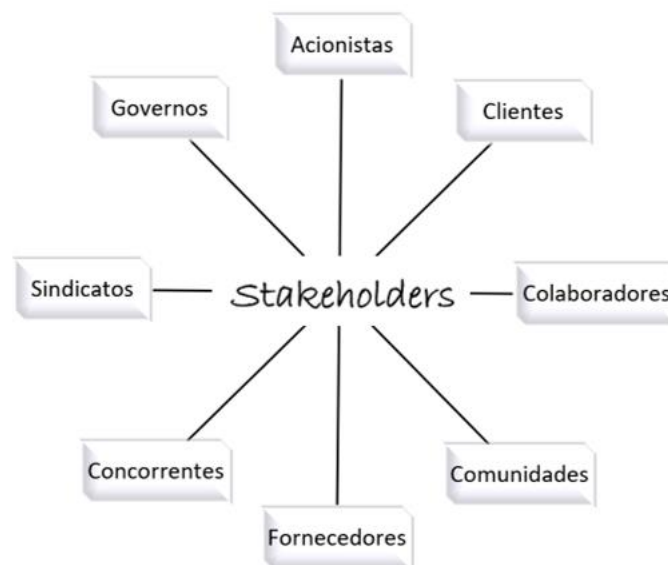 Acionistas
Governos
Clientes
Sindicatos
Stakeholders
Colaboradores
Concorrentes
Comunidades
Fornecedores